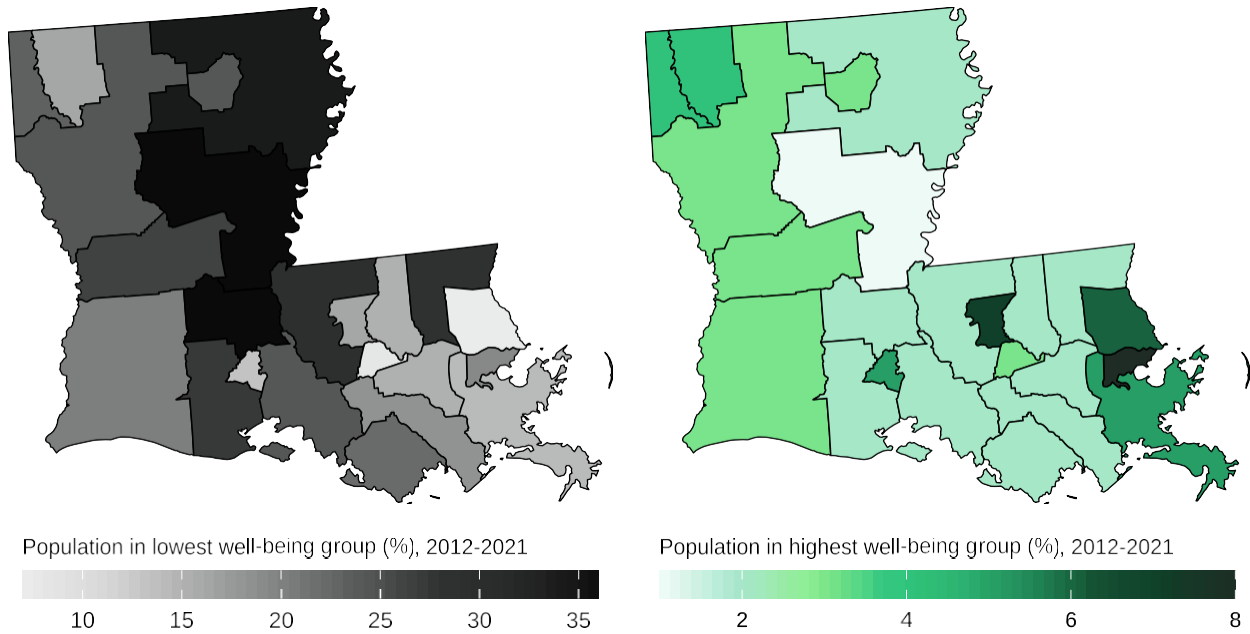 Population in lowest well-being group (%), 2012-2021
10 15 20 25 30 35
Population in highest well-being group (%), 2012-2021
2 4 6 8